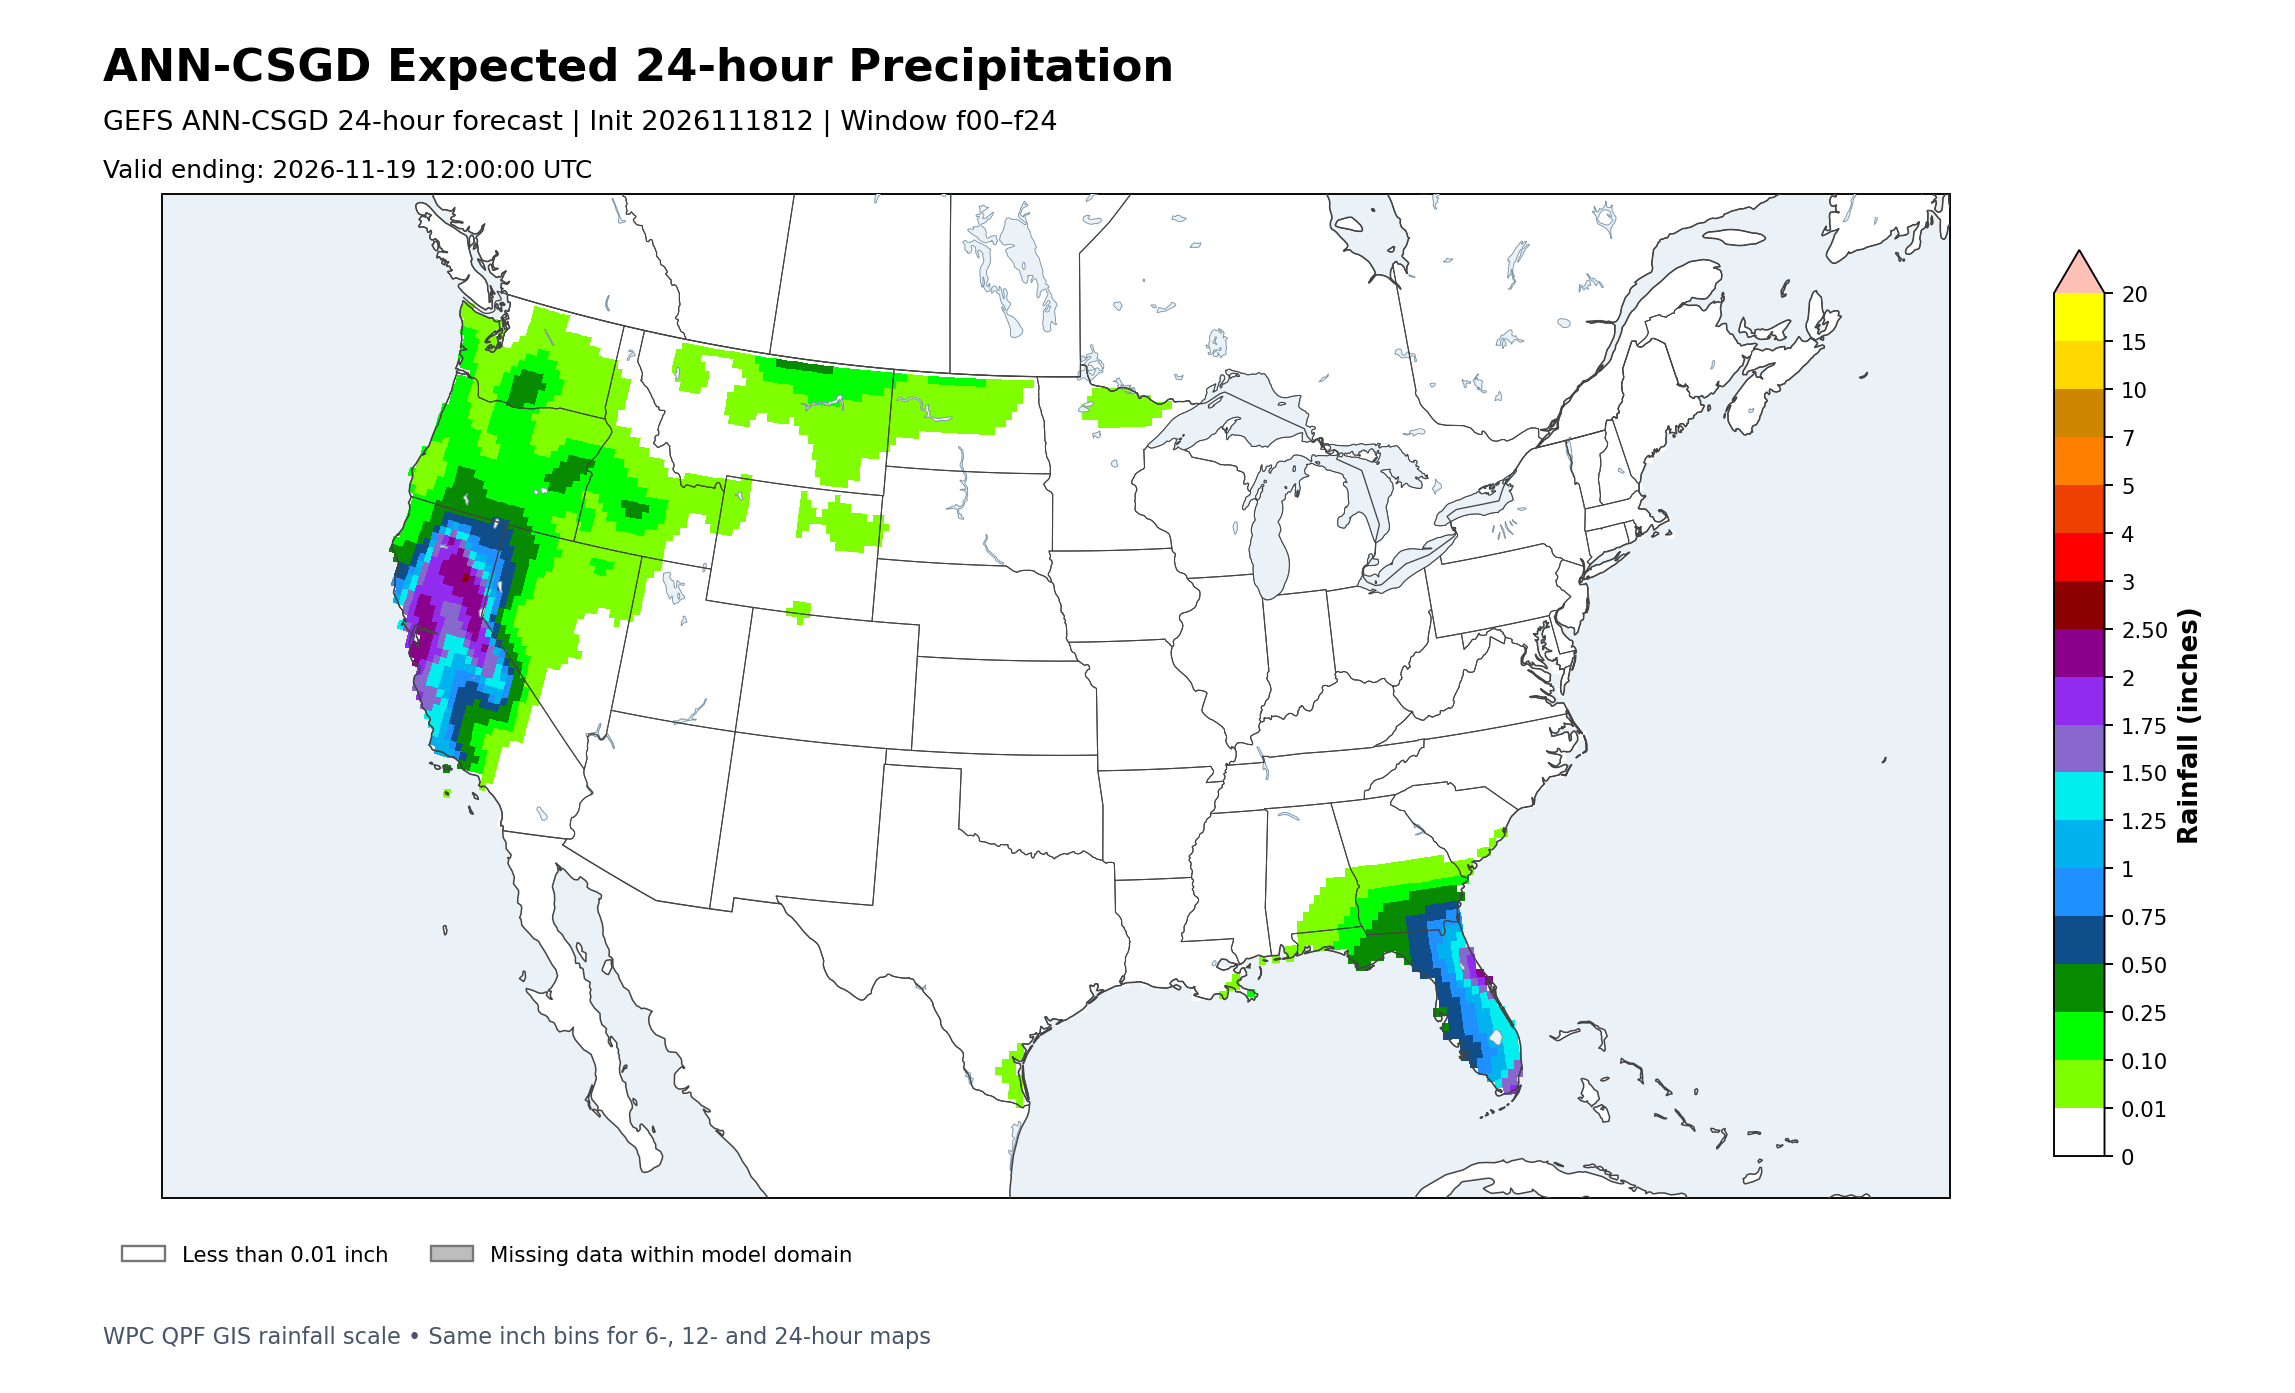 ANN-CSGD Expected 24-hour Precipitation
GEFS ANN-CSGD 24-hour forecast | Init 2026111812 | Window f00–f24
Valid ending: 2026-11-19 12:00:00 UTC
20
15
10
7
5
4
3
2.50
2
1.75
1.50
1.25
1
0.75
0.50
0.25
0.10
0.01
0
Rainfall (inches)
Less than 0.01 inch
Missing data within model domain
WPC QPF GIS rainfall scale • Same inch bins for 6-, 12- and 24-hour maps